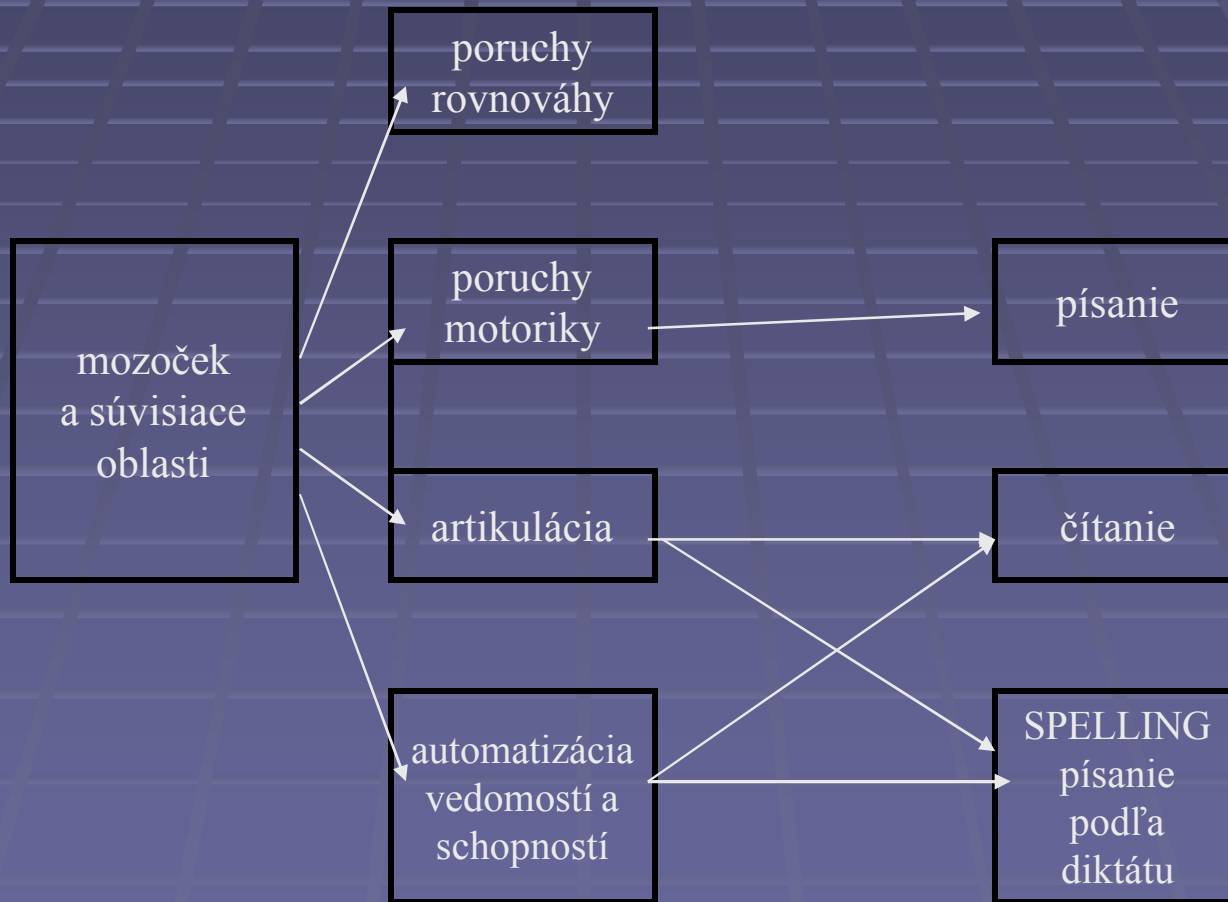 poruchy
rovnováhy
mozoček
a súvisiace
oblasti
poruchy
motoriky
písanie
artikulácia
čítanie
automatizácia
vedomostí a
schopností
SPELLING
písanie
podľa
diktátu